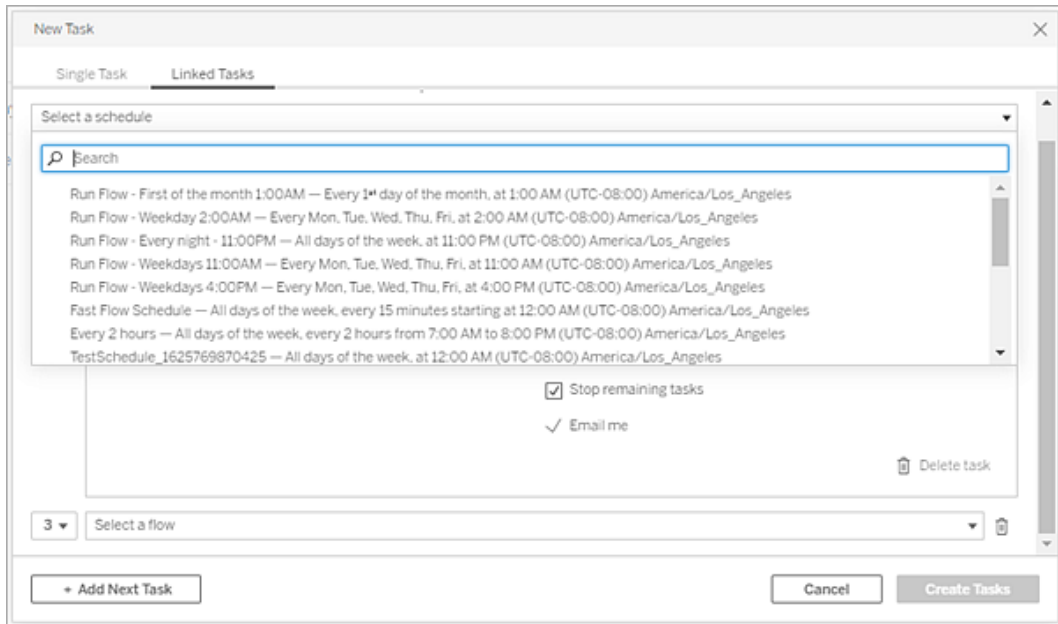 New Task
Single Task Linked Tasks
Select a schedule
Search
Run Flow - First of the month 1:00AM — Every 1st day of the month, at 1:00 AM (UTC-08:00) America/Los_Angeles
Run Flow - Weekday 2:00AM — Every Mon, Tue, Wed, Thu, Fri, at 2:00 AM (UTC-08:00) America/Los_Angeles
Run Flow - Every night - 11:00PM — All days of the week, at 11:00 PM (UTC-08:00) America/Los_Angeles
Run Flow - Weekdays 11:00AM — Every Mon, Tue, Wed, Thu, Fri, at 11:00 AM (UTC-08:00) America/Los_Angeles
Run Flow - Weekdays 4:00PM — Every Mon, Tue, Wed, Thu, Fri, at 4:00 PM (UTC-08:00) America/Los_Angeles
Fast Flow Schedule — All days of the week, every 15 minutes starting at 12:00 AM (UTC-08:00) America/Los_Angeles
Every 2 hours — All days of the week, every 2 hours from 7:00 AM to 8:00 PM (UTC-08:00) America/Los_Angeles
TestSchedule_1625769870425 — All days of the week, at 12:00 AM (UTC-08:00) America/Los_Angeles
Stop remaining tasks
Email me
Delete task
3 Select a flow
+ Add Next Task Cancel Create Tasks